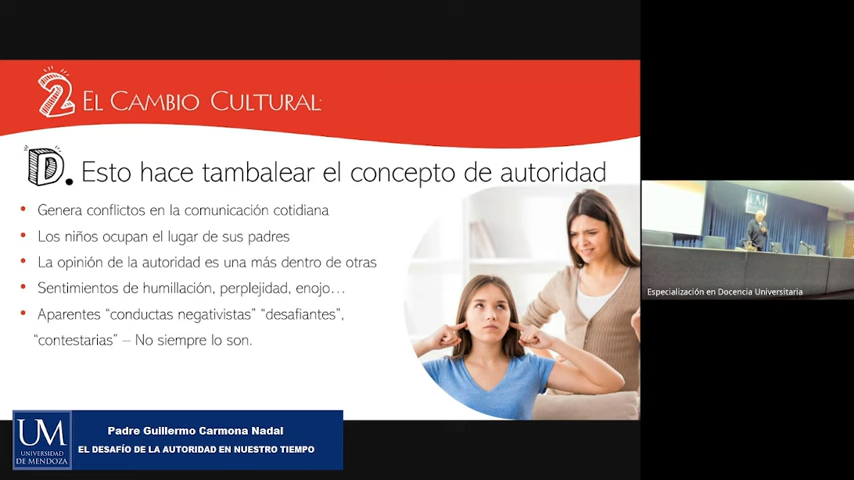 2 EL CAMBIO CULTURAL:
D. Esto hace tambalear el concepto de autoridad
• Genera conflictos en la comunicación cotidiana
• Los niños ocupan el lugar de sus padres
• La opinión de la autoridad es una más dentro de otras
• Sentimientos de humillación, perplejidad, enojo...
• Aparentes “conductas negativistas” “desafiantes”,
“contestarias” – No siempre lo son.
UM
Especialización en Docencia Universitaria
UM
UNIVERSIDAD
DE MENDOZA
Padre Guillermo Carmona Nadal
EL DESAFÍO DE LA AUTORIDAD EN NUESTRO TIEMPO